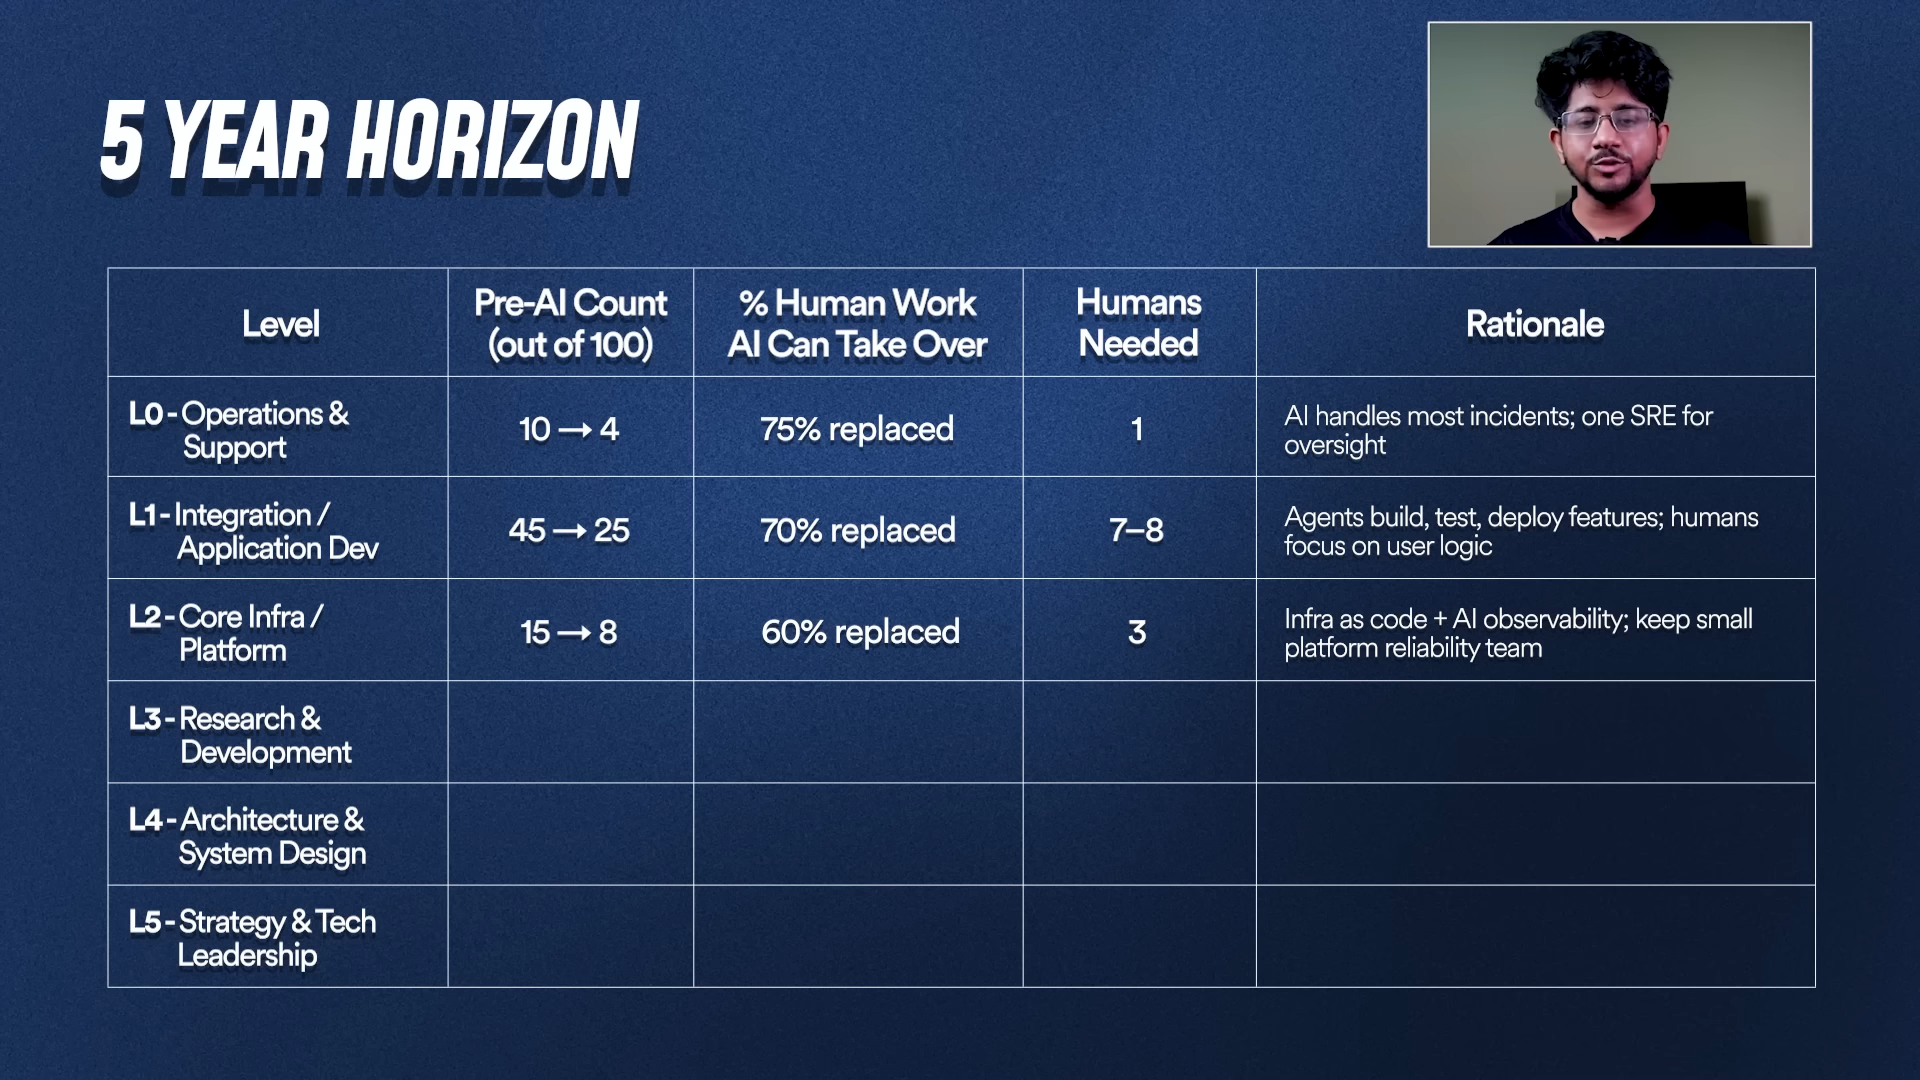 5 YEAR HORIZON
Level
Pre-AI Count
(out of 100)
% Human Work
AI Can Take Over
Humans
Needed
Rationale
L0 - Operations &
Support
10 → 4
75% replaced
1
AI handles most incidents; one SRE for
oversight
L1 - Integration /
Application Dev
45 → 25
70% replaced
7–8
Agents build, test, deploy features; humans
focus on user logic
L2 - Core Infra /
Platform
15 → 8
60% replaced
3
Infra as code + AI observability; keep small
platform reliability team
L3 - Research &
Development
L4 - Architecture &
System Design
L5 - Strategy & Tech
Leadership